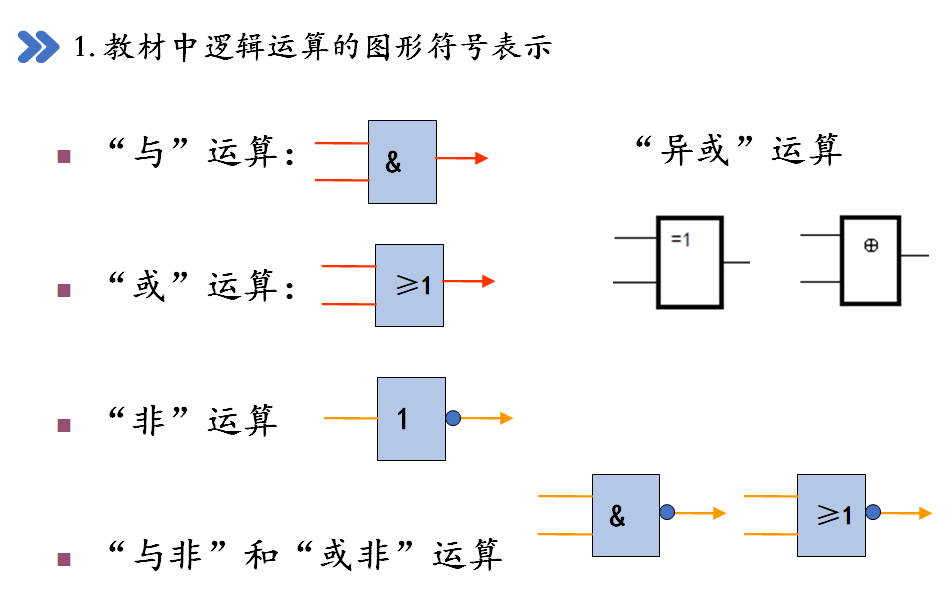 1.教材中逻辑运算的图形符号表示
“与”运算：
&
“异或”运算
=1
⊕
“或”运算：
≥1
“非”运算
1
“与非”和“或非”运算
&
≥1